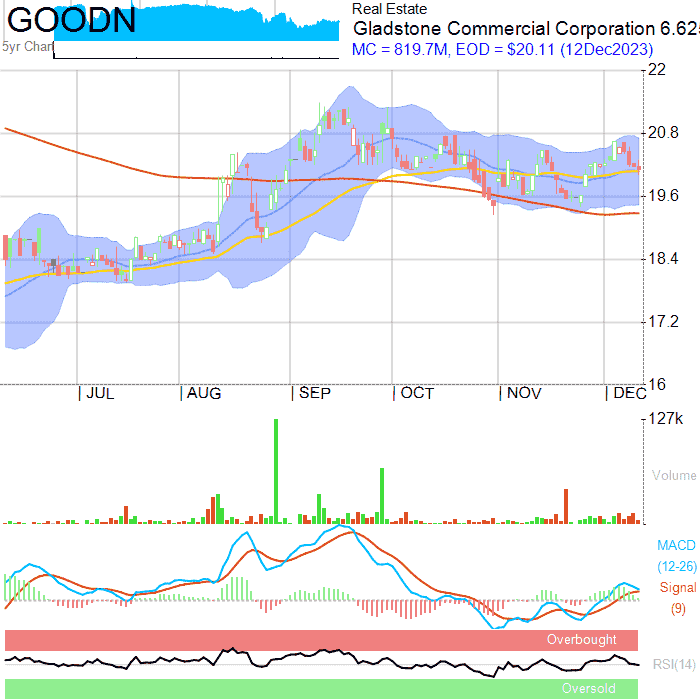 GOODN
5yr Chart
Real Estate
Gladstone Commercial Corporation 6.62
MC = 819.7M, EOD = $20.11 (12Dec2023)
22
20.8
19.6
18.4
17.2
16
| JUL | AUG | SEP | OCT | NOV | DEC
127k
Volume
MACD
(12-26)
Signal
(9)
Overbought
RSI(14)
Oversold